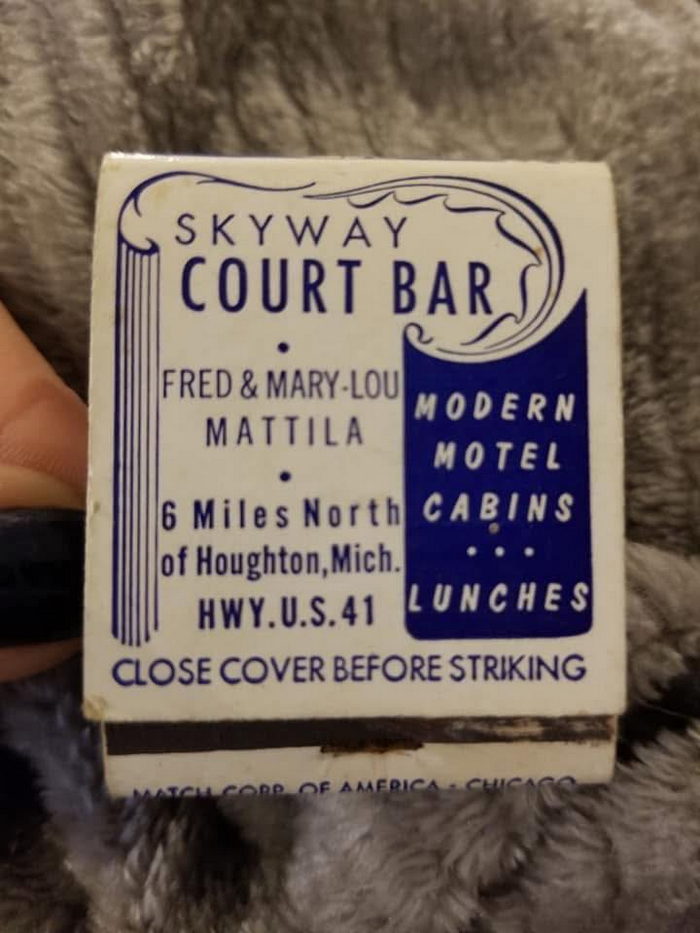 SKYWAY
COURT BAR
•
FRED & MARY-LOU
MATTILA
•
6 Miles North
of Houghton, Mich.
HWY. U.S. 41
MODERN
MOTEL
CABINS
• • •
LUNCHES
CLOSE COVER BEFORE STRIKING
MATCH CORP. OF AMERICA - CHICAGO